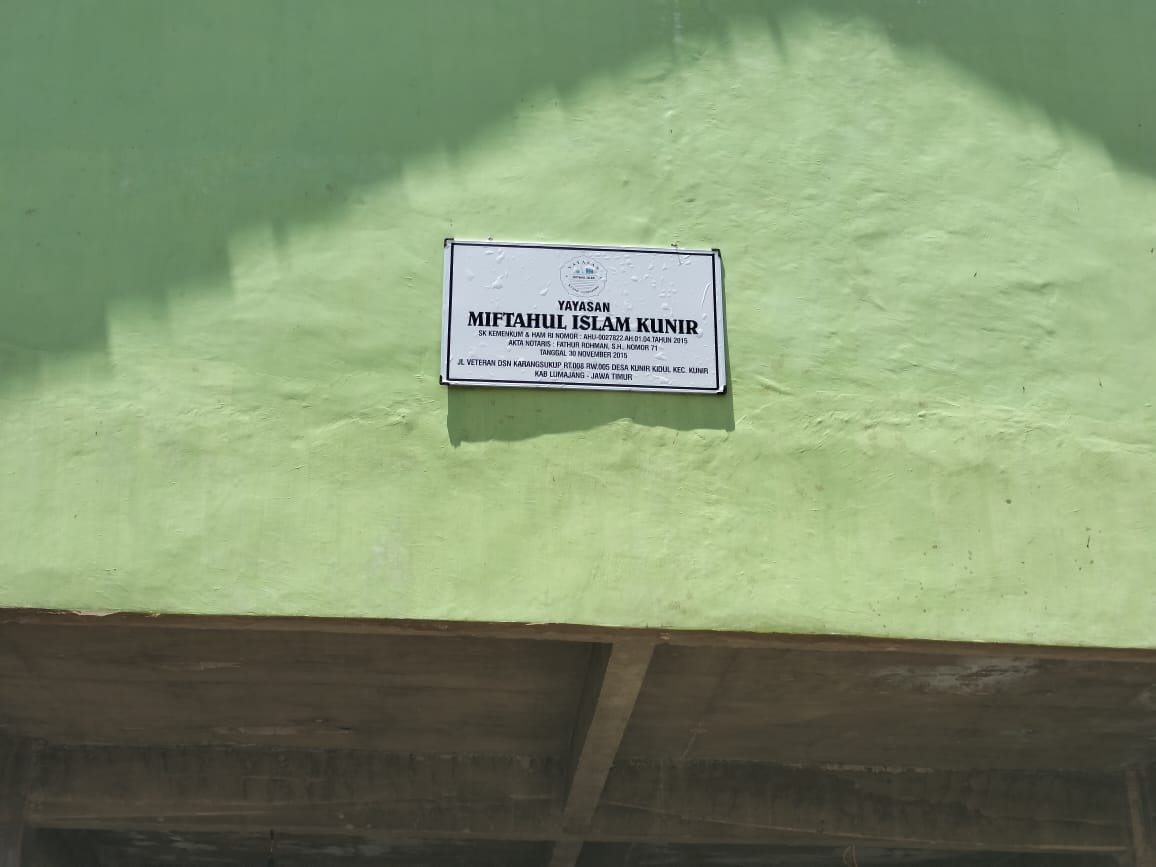 YAYASAN
YAYASAN
MIFTAHUL ISLAM KUNIR
SK KEMENKUM & HAM RI NOMOR : AHU-0027822.AH.01.04.TAHUN 2015
AKTA NOTARIS : FATHUR ROHMAN, S.H., NOMOR 71
TANGGAL 30 NOVEMBER 2015
JL VETERAN DSN KARANGSUKUP RT.008 RW.005 DESA KUNIR KIDUL KEC. KUNIR
KAB LUMAJANG - JAWA TIMUR